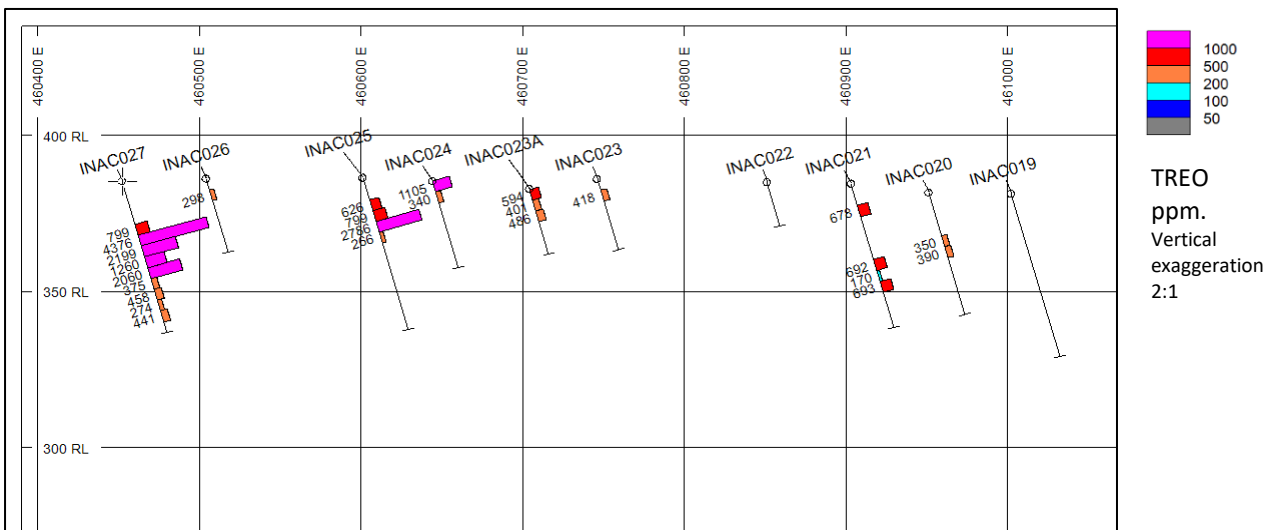 460400 E
460500 E
460600 E
460700 E
460800 E
460900 E
461000 E
1000
500
200
100
50
TREO
ppm.
Vertical
exaggeration
2:1
400 RL
350 RL
300 RL
INAC027
799
4376
2199
1260
2060
375
458
274
441
INAC026
298
INAC025
626
799
2786
266
INAC024
1105
340
INAC023A
594
401
486
INAC023
418
INAC022
INAC021
678
692
170
693
INAC020
350
390
INAC019